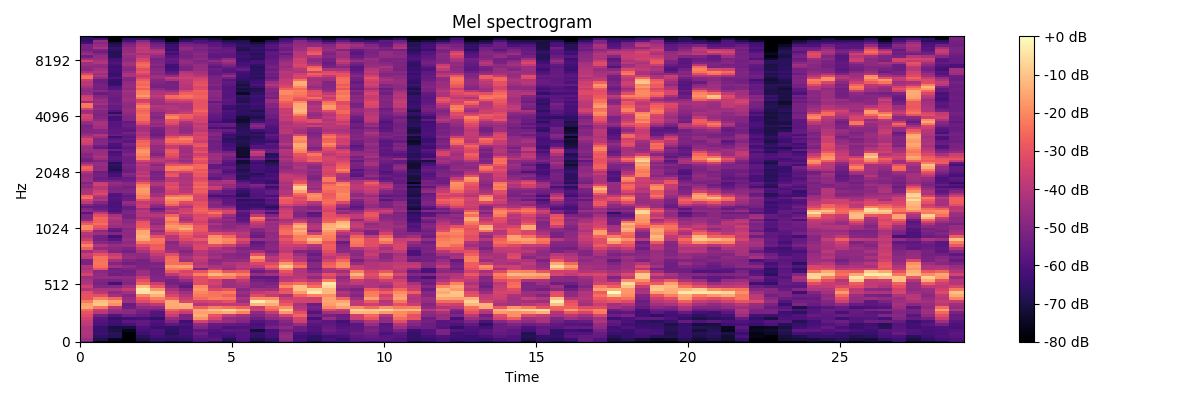 Mel spectrogram
Hz
8192
4096
2048
1024
512
0
0 5 10 15 20 25
Time
+0 dB
-10 dB
-20 dB
-30 dB
-40 dB
-50 dB
-60 dB
-70 dB
-80 dB